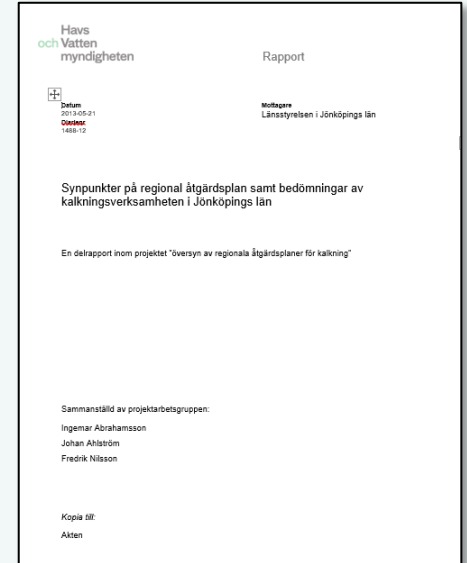 Havs
och Vatten
myndigheten
Rapport
Datum
2013-05-21
Diarienr
1488-12
Mottagare
Länsstyrelsen i Jönköpings län
Synpunkter på regional åtgärdsplan samt bedömningar av
kalkningsverksamheten i Jönköpings län
En delrapport inom projektet "översyn av regionala åtgärdsplaner för kalkning"
Sammanställd av projektarbetsgruppen:
Ingemar Abrahamsson
Johan Ahlström
Fredrik Nilsson
Kopia till:
Akten